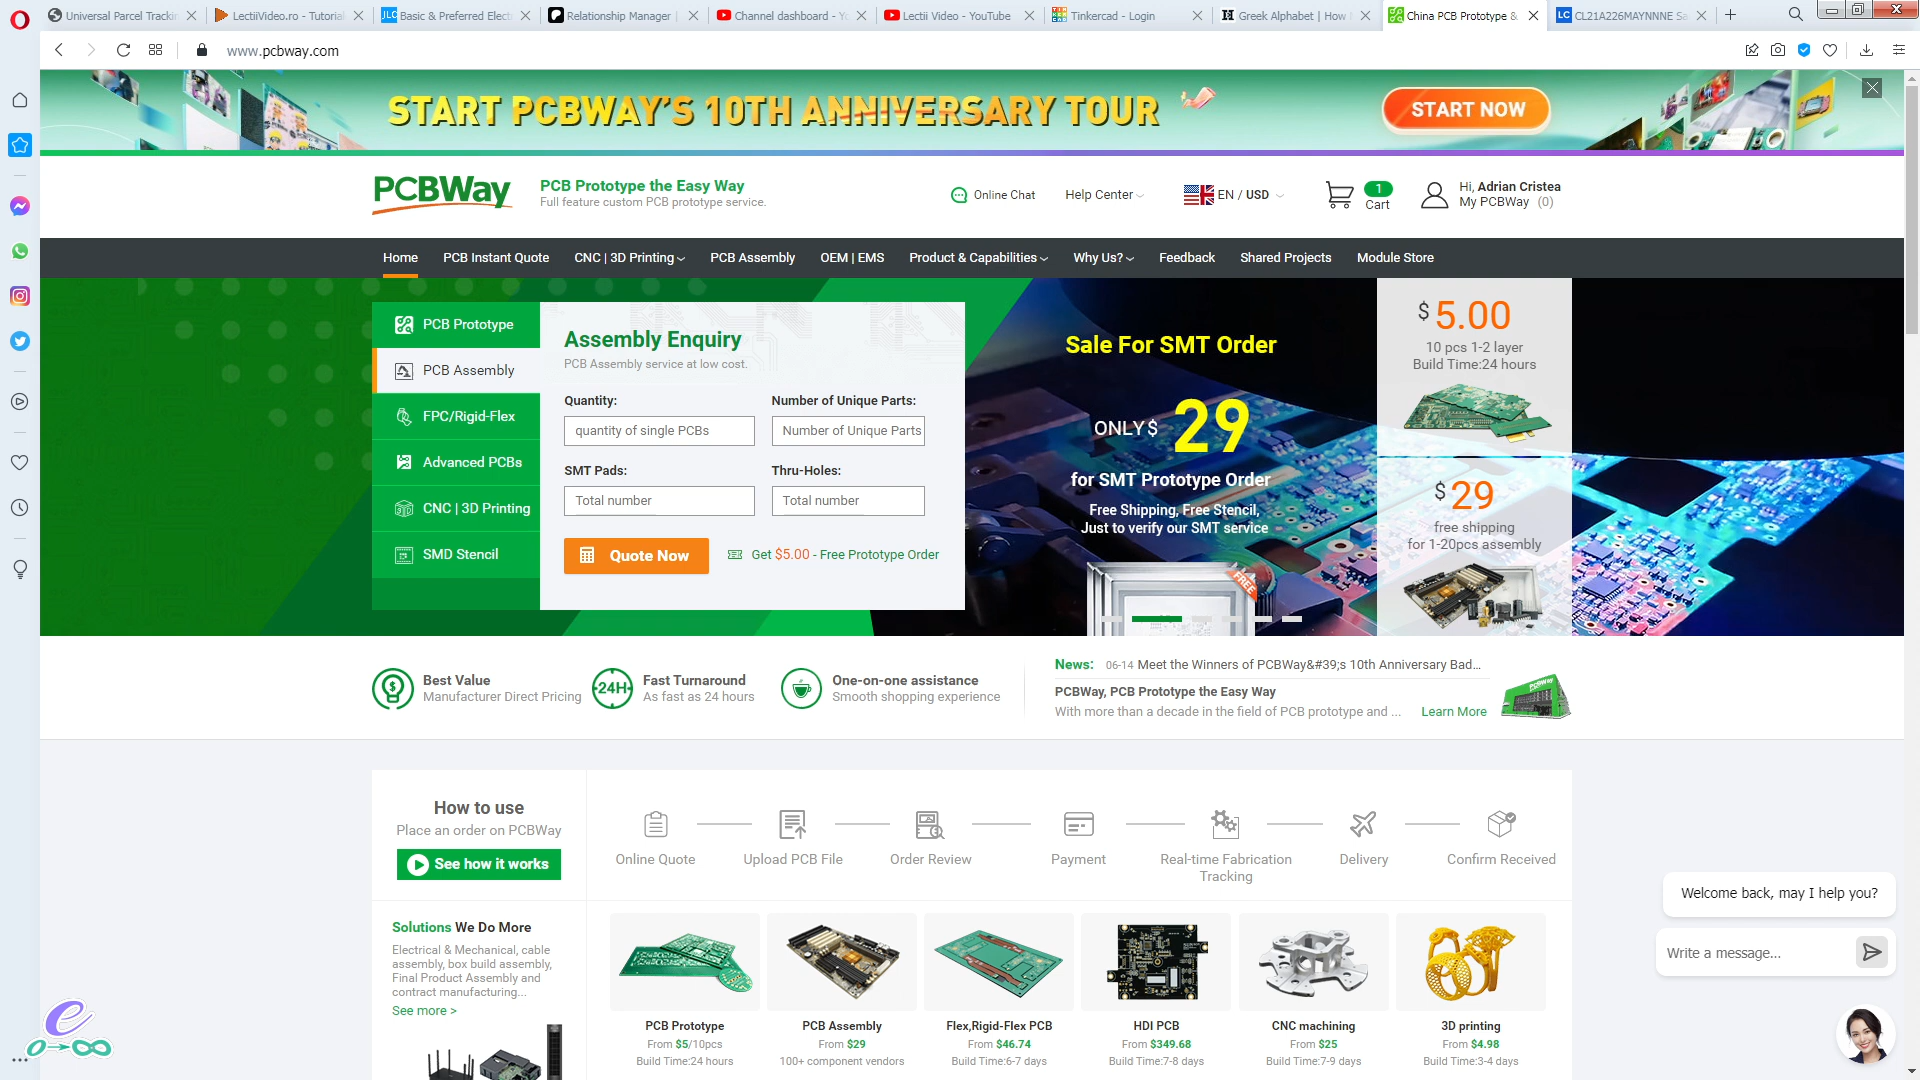 Universal Parcel Trackin
LectiiVideo.ro - Tutorial
Basic & Preferred Elect
Relationship Manager |
Channel dashboard - Yo
Lectii Video - YouTube
Tinkercad - Login
Greek Alphabet | How
China PCB Prototype &
CL21A226MAYNNNE Sa
www.pcbway.com
START PCBWAY'S 10TH ANNIVERSARY TOUR
START NOW
PCBWay
PCB Prototype the Easy Way
Full feature custom PCB prototype service.
Online Chat
Help Center
EN / USD
1
Cart
Hi, Adrian Cristea
My PCBWay (0)
Home
PCB Instant Quote
CNC | 3D Printing
PCB Assembly
OEM | EMS
Product & Capabilities
Why Us?
Feedback
Shared Projects
Module Store
PCB Prototype
PCB Assembly
FPC/Rigid-Flex
Advanced PCBs
CNC | 3D Printing
SMD Stencil
Assembly Enquiry
PCB Assembly service at low cost.
Quantity:
Number of Unique Parts:
quantity of single PCBs
Number of Unique Parts
SMT Pads:
Thru-Holes:
Total number
Total number
Quote Now
Get $5.00 - Free Prototype Order
Sale For SMT Order
ONLY$ 29
for SMT Prototype Order
Free Shipping, Free Stencil,
Just to verify our SMT service
FREE
$5.00
10 pcs 1-2 layer
Build Time:24 hours
$29
free shipping
for 1-20pcs assembly
Best Value
Manufacturer Direct Pricing
24H
Fast Turnaround
As fast as 24 hours
One-on-one assistance
Smooth shopping experience
News: 06-14 Meet the Winners of PCBWay&#39;s 10th Anniversary Bad...
PCBWay, PCB Prototype the Easy Way
With more than a decade in the field of PCB prototype and ... Learn More
How to use
Place an order on PCBWay
See how it works
Online Quote
Upload PCB File
Order Review
Payment
Real-time Fabrication
Tracking
Delivery
Confirm Received
Solutions We Do More
Electrical & Mechanical, cable
assembly, box build assembly,
Final Product Assembly and
contract manufacturing...
See more >
PCB Prototype
From $5/10pcs
Build Time:24 hours
PCB Assembly
From $29
100+ component vendors
Flex,Rigid-Flex PCB
From $46.74
Build Time:6-7 days
HDI PCB
From $349.68
Build Time:7-8 days
CNC machining
From $25
Build Time:7-9 days
3D printing
From $4.98
Build Time:3-4 days
Welcome back, may I help you?
Write a message...